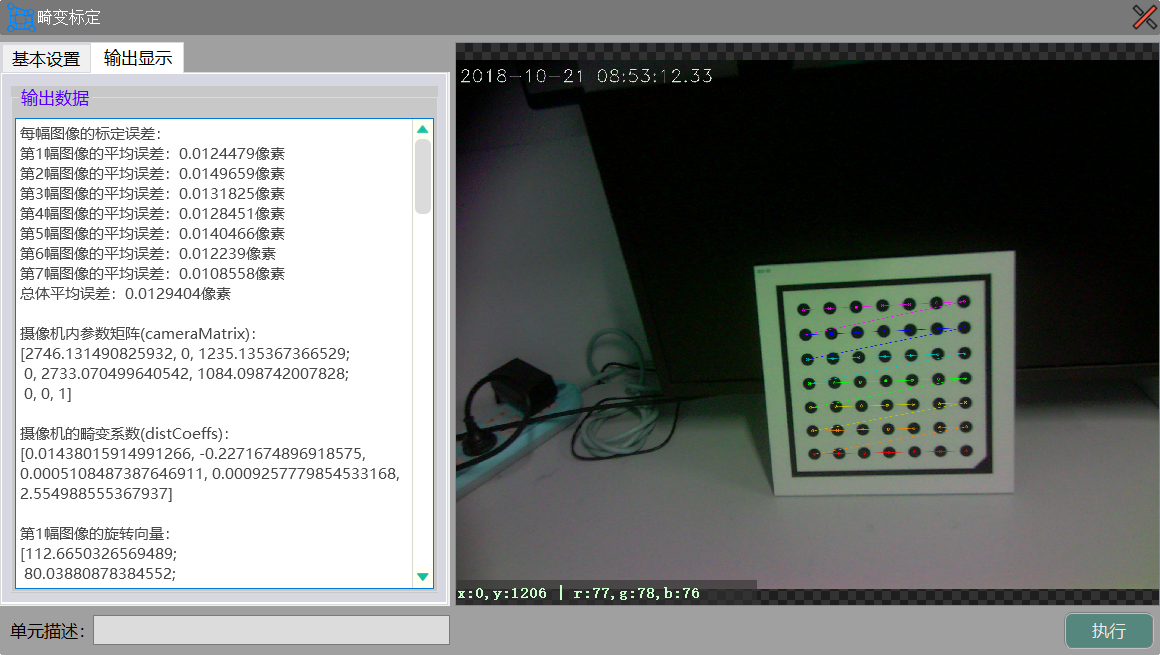 畸变标定
基本设置
输出显示
输出数据
每幅图像的标定误差：
第1幅图像的平均误差：0.0124479像素
第2幅图像的平均误差：0.0149659像素
第3幅图像的平均误差：0.0131825像素
第4幅图像的平均误差：0.0128451像素
第5幅图像的平均误差：0.0140466像素
第6幅图像的平均误差：0.012239像素
第7幅图像的平均误差：0.0108558像素
总体平均误差：0.0129404像素
摄像机内参数矩阵(cameraMatrix)：
[2746.131490825932, 0, 1235.135367366529;
0, 2733.070499640542, 1084.098742007828;
0, 0, 1]
摄像机的畸变系数(distCoeffs)：
[0.01438015914991266, -0.2271674896918575,
0.0005108487387646911, 0.0009257779854533168,
2.554988555367937]
第1幅图像的旋转向量：
[112.6650326569489;
80.03880878384552;
2018-10-21 08:53:12.33
x:0,y:1206 | r:77,g:78,b:76
单元描述：
执行